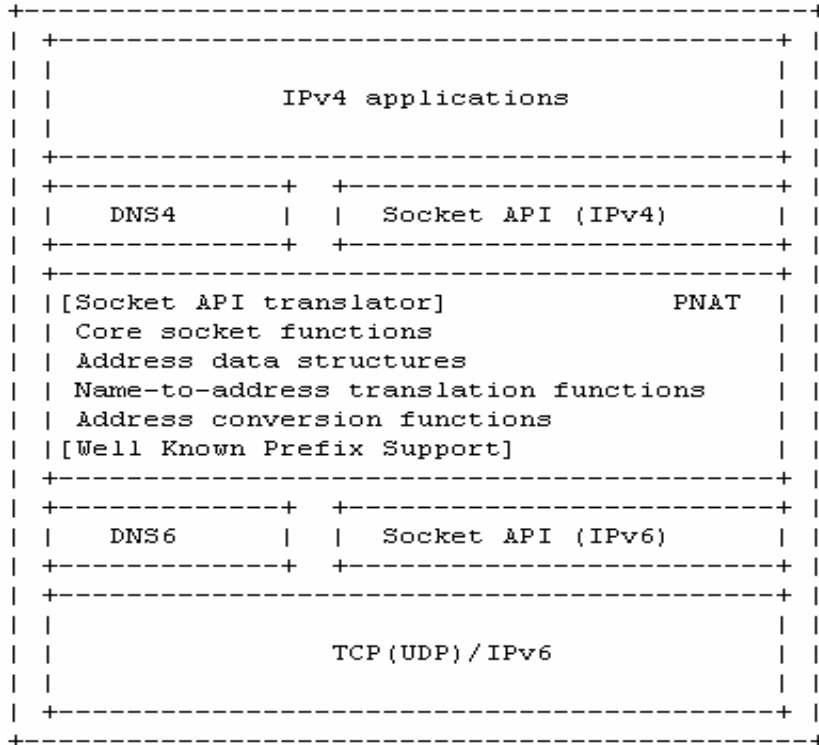 IPv4 applications
DNS4 Socket API (IPv4)
[Socket API translator] PNAT
Core socket functions
Address data structures
Name-to-address translation functions
Address conversion functions
[Well Known Prefix Support]
DNS6 Socket API (IPv6)
TCP(UDP)/IPv6